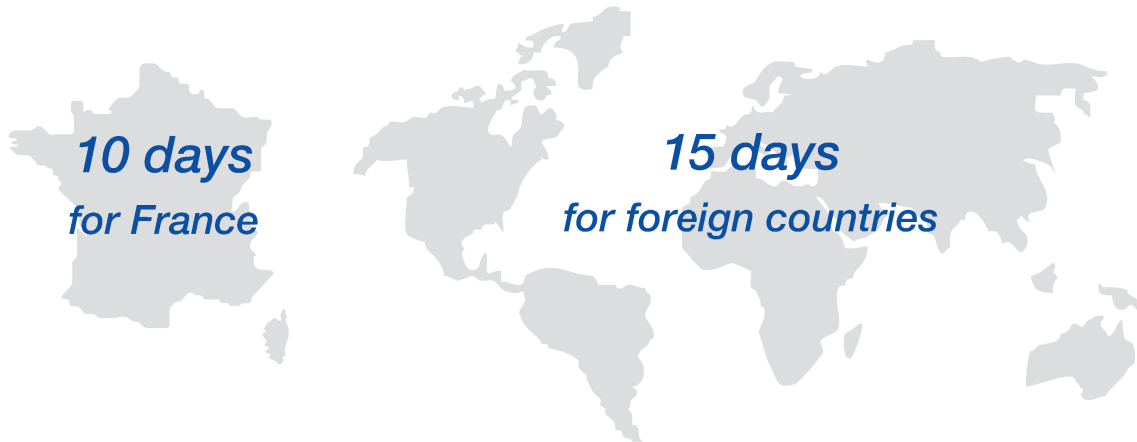 10 days
for France
15 days
for foreign countries